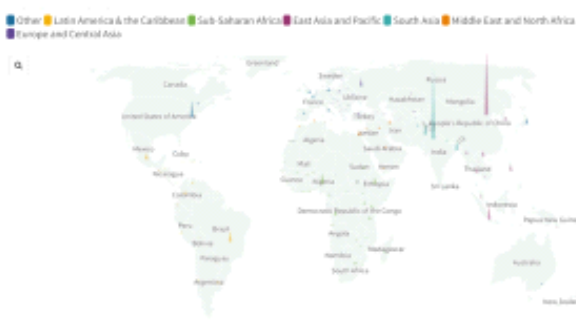 Other Latin America & the Caribbean Sub-Saharan Africa East Asia and Pacific South Asia Middle East and North Africa
Europe and Central Asia
Greenland
Canada
Sweden
Russia
France
Ukraine
Kazakhstan
Mongolia
United States of America
Turkey
People's Republic of China
Iran
Algeria
Mexico
Cuba
Saudi Arabia
India
Mali
Sudan
Yemen
Thailand
Nicaragua
Guinea
Nigeria
Ethiopia
Sri Lanka
Colombia
Indonesia
Democratic Republic of the Congo
Papua New Guinea
Peru
Brazil
Angola
Bolivia
Madagascar
Paraguay
Namibia
Australia
South Africa
Argentina